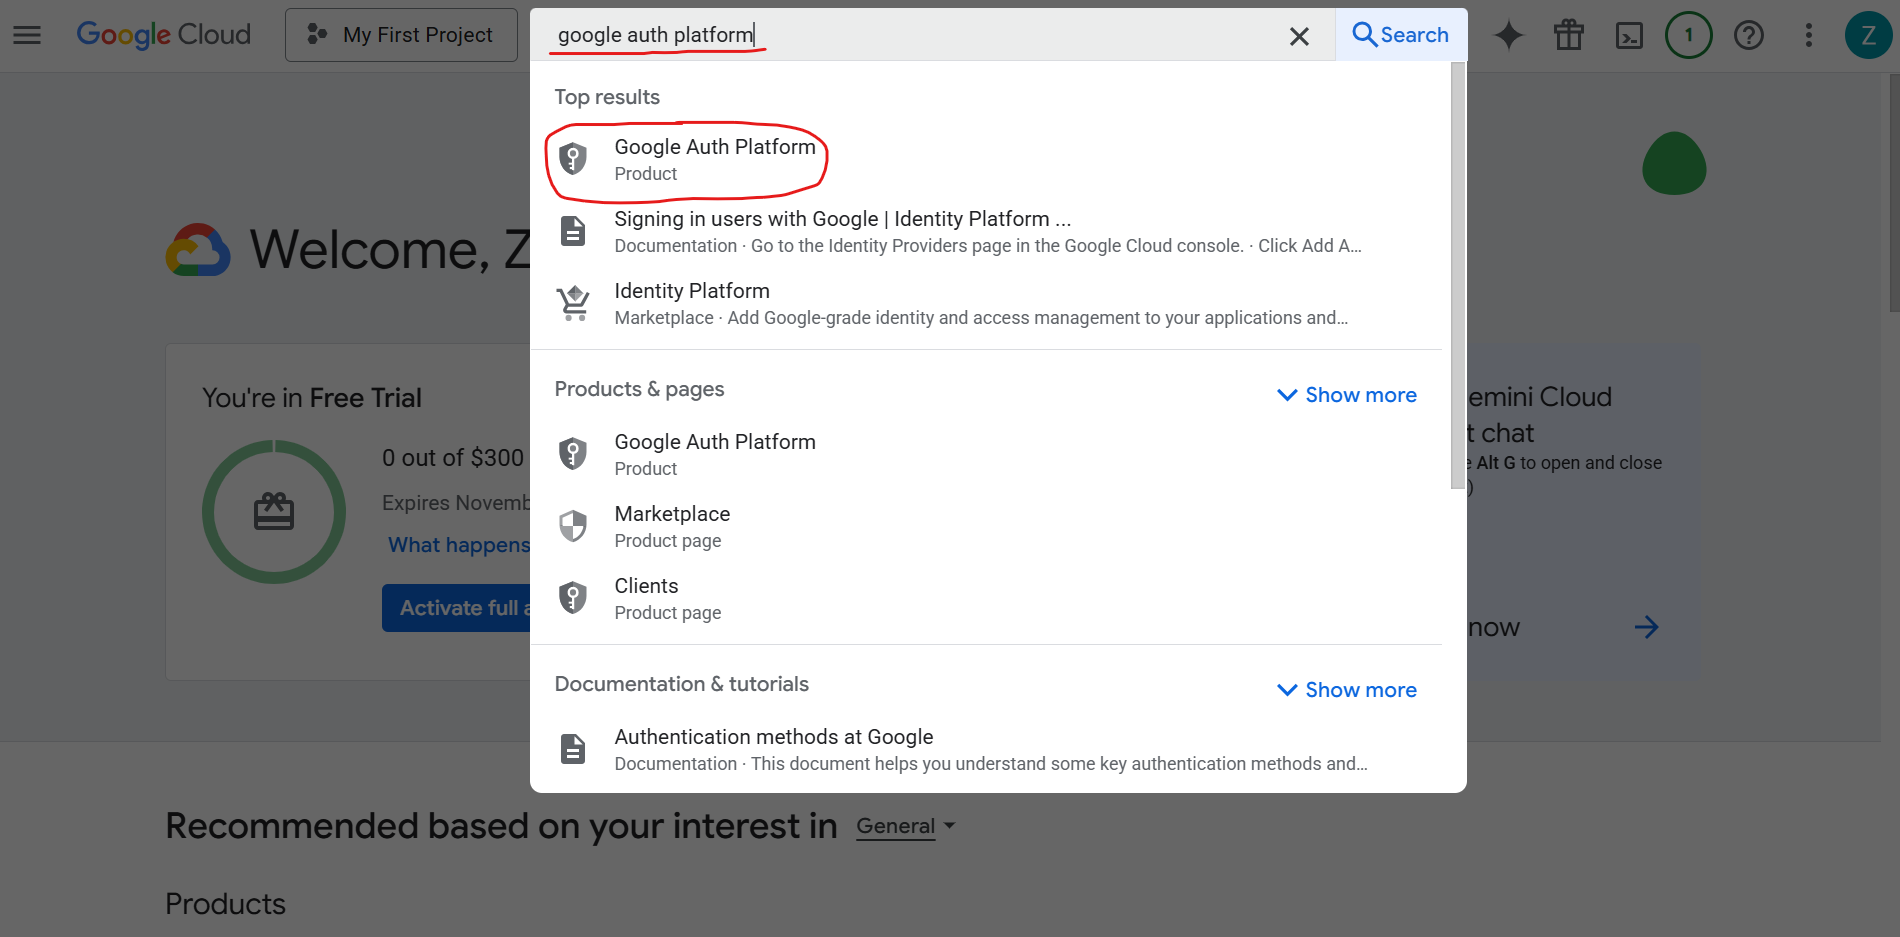 Google Cloud
My First Project
google auth platform
Search
1
Z
Top results
Google Auth Platform
Product
Signing in users with Google | Identity Platform ...
Documentation · Go to the Identity Providers page in the Google Cloud console. · Click Add A...
Identity Platform
Marketplace · Add Google-grade identity and access management to your applications and...
Products & pages
Show more
Google Auth Platform
Product
Marketplace
Product page
Clients
Product page
Documentation & tutorials
Show more
Authentication methods at Google
Documentation · This document helps you understand some key authentication methods and...
Welcome, Z
You're in Free Trial
0 out of $300
Expires Novemb
What happens
Activate full a
emini Cloud
t chat
e Alt G to open and close
)
now
Recommended based on your interest in General
Products